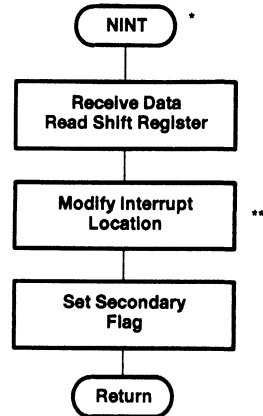 NINT *
Receive Data
Read Shift Register
Modify Interrupt
Location **
Set Secondary
Flag
Return